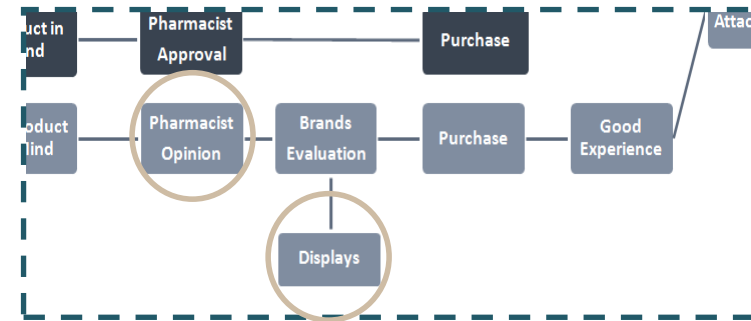 uct in
nd
Pharmacist
Approval
Purchase
Attac
oduct
lind
Pharmacist
Opinion
Brands
Evaluation
Purchase
Good
Experience
Displays